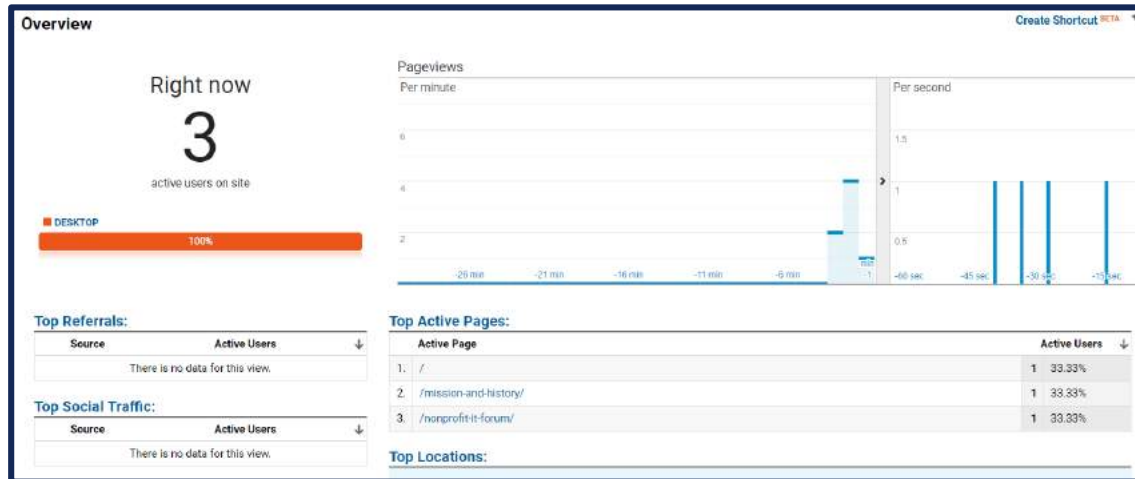 Overview
Create Shortcut BETA
Right now
3
active users on site
DESKTOP
100%
Pageviews
Per minute
6
4
2
-26 min
-21 min
-16 min
-11 min
-6 min
min
-1
Per second
1.5
1
0.5
-60 sec
-45 sec
-30 sec
-15 sec
Top Referrals:
Source Active Users
There is no data for this view.
Top Social Traffic:
Source Active Users
There is no data for this view.
Top Active Pages:
Active Page Active Users
1. / 1 33.33%
2. /mission-and-history/ 1 33.33%
3. /nonprofit-it-forum/ 1 33.33%
Top Locations: